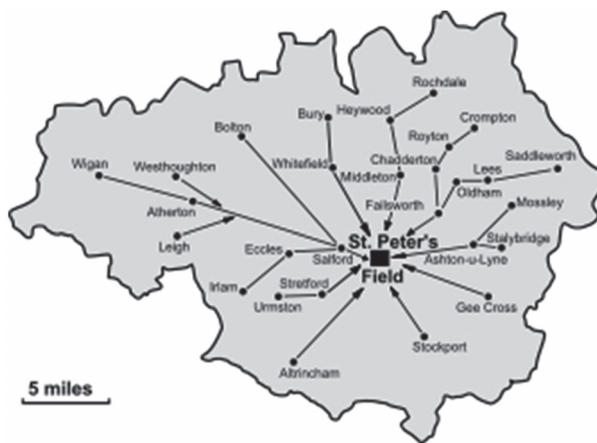 Rochdale
Bury
Heywood
Crompton
Bolton
Royton
Wigan
Westhoughton
Whitefield
Middleton
Chadderton
Lees
Saddleworth
Oldham
Atherton
Failsworth
Mossley
Leigh
Eccles
Salford
St. Peter's
Field
Stalybridge
Ashton-u-Lyne
Irlam
Stretford
Urmston
Gee Cross
Stockport
Altrincham
5 miles